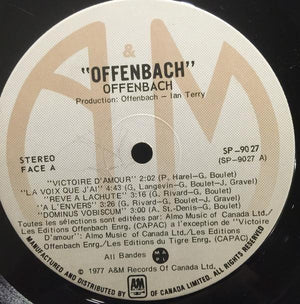 &
"OFFENBACH"
OFFENBACH
Production: Offenbach - Ian Terry
STEREO
FACE A
SP-9027
(SP-9027 A)
"VICTOIRE D'AMOUR" 2:02 (P. Harel-G. Boulet)
"LA VOIX QUE J'AI" 4:43 (G. Langevin-G. Boulet-J. Gravel)
"REVE A LACHUTE" 3:16 (G. Rivard-G. Boulet)
"A L'ENVERS" 3:36 (G. Rivard-G. Boulet-J. Gravel)
"DOMINUS VOBISCUM" 3:00 (A. St-Denis-G. Boulet)
Toutes les sélections sont éditées par: Almo Music of Canada Ltd./
Les Editions Offenbach Enrg. (CAPAC) à l'exception de "Victoire
D'amour": Almo Music of Canada Ltd./Les Editions
Offenbach Enrg./Les Editions du Tigre Enrg. (CAPAC)
All Bandes
℗ © 1977 A&M Records Of Canada Ltd.
MANUFACTURED AND DISTRIBUTED BY A&M RECORDS OF CANADA LIMITED. ALL RIGHTS RESERVED
A&M